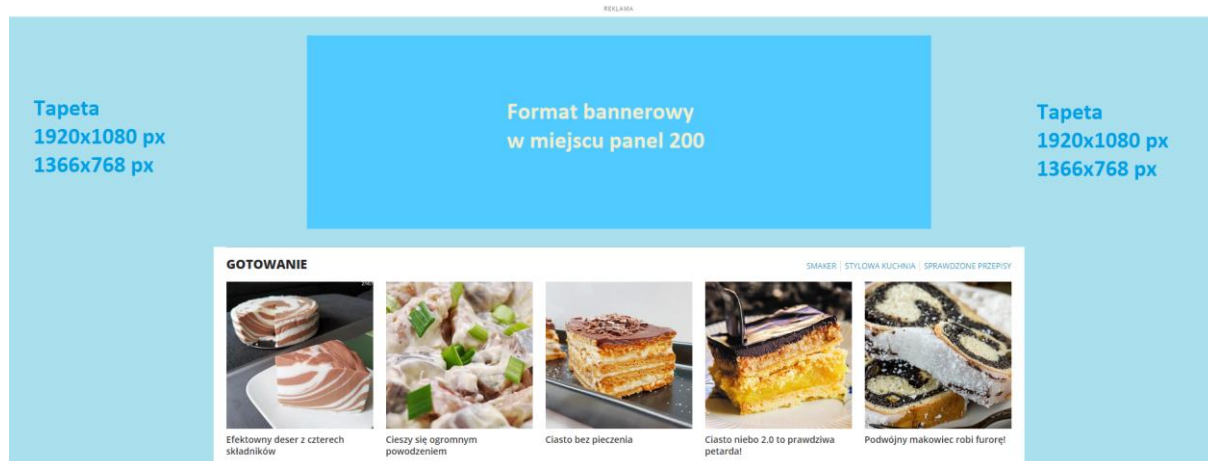 REKLAMA
Tapeta
1920x1080 px
1366x768 px
Format bannerowy
w miejscu panel 200
Tapeta
1920x1080 px
1366x768 px
GOTOWANIE
SMAKER | STYLOWA KUCHNIA | SPRAWDZONE PRZEPISY
Efektowny deser z czterech
składników
Cieszy się ogromnym
powodzeniem
Ciasto bez pieczenia
Ciasto niebo 2.0 to prawdziwa
petarda!
Podwójny makowiec robi furorę!